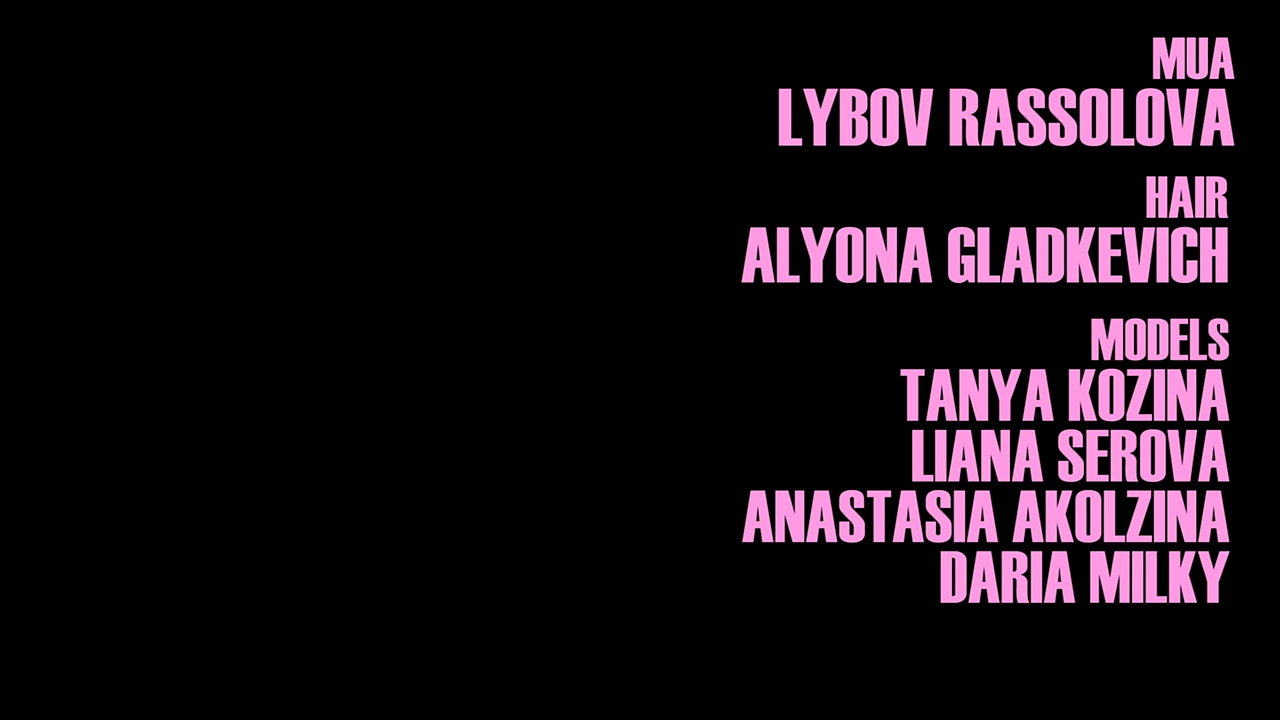 MUA
LYBOV RASSOLOVA
HAIR
ALYONA GLADKEVICH
MODELS
TANYA KOZINA
LIANA SEROVA
ANASTASIA AKOLZINA
DARIA MILKY